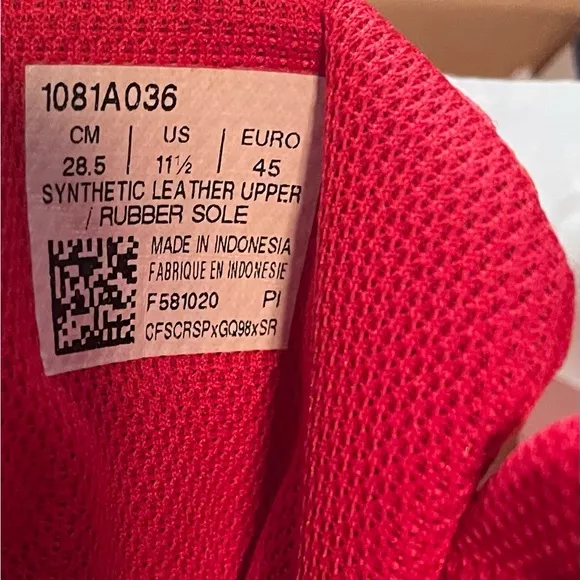 1081A036
CM | US | EURO
28.5 | 11½ | 45
SYNTHETIC LEATHER UPPER
/ RUBBER SOLE
MADE IN INDONESIA
FABRIQUE EN INDONESIE
F581020 PI
CFSCRSPxGQ98xSR